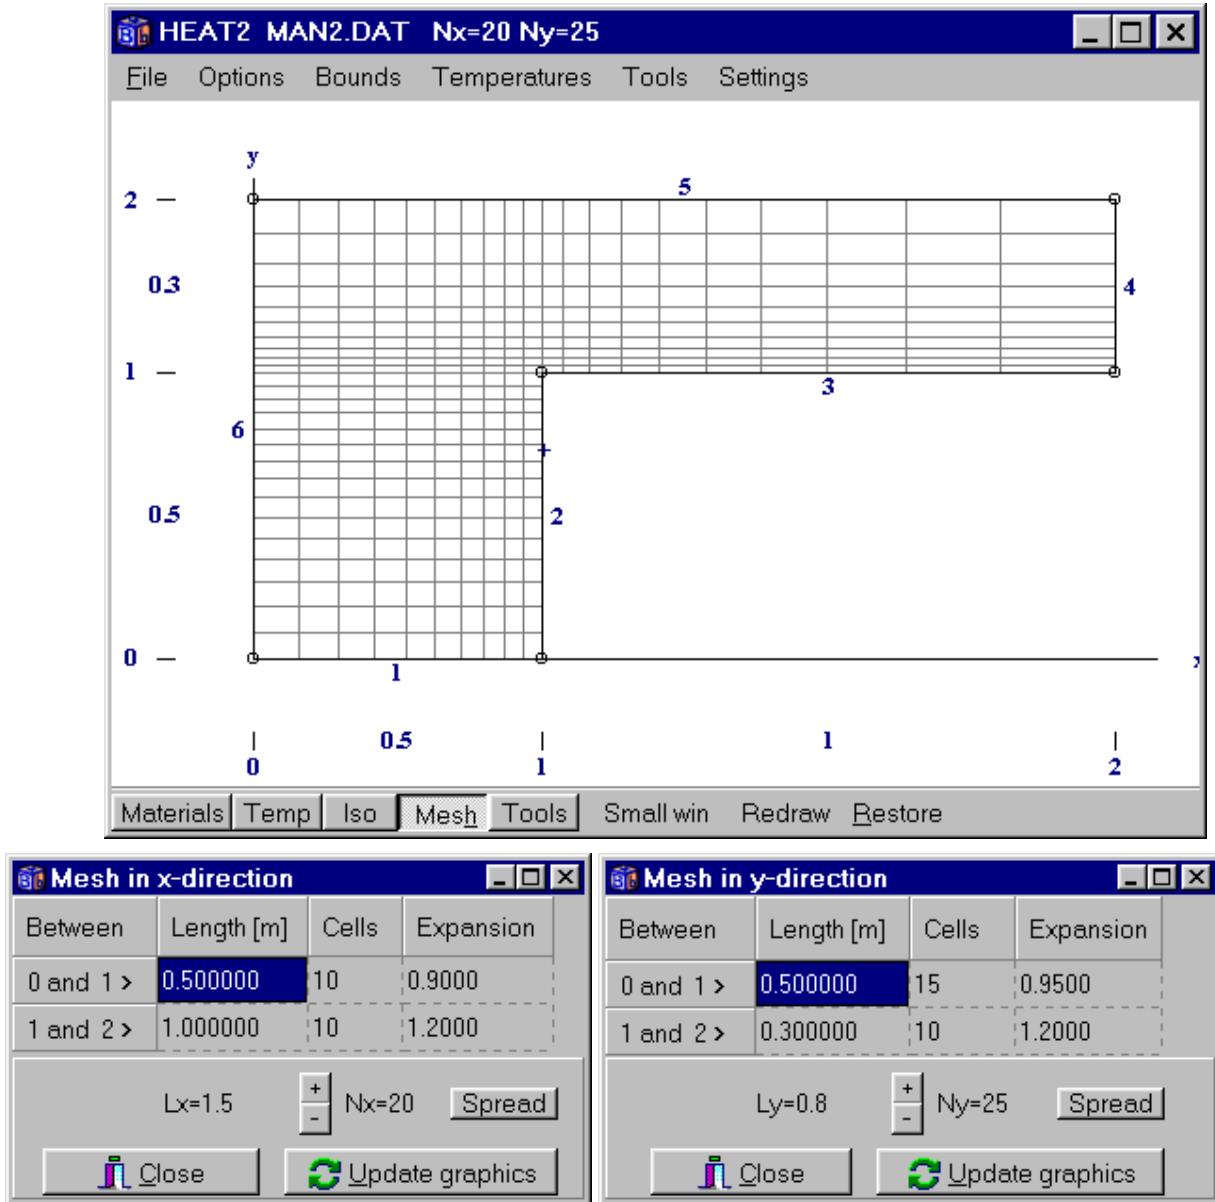 HEAT2 MAN2.DAT Nx=20 Ny=25
File Options Bounds Temperatures Tools Settings
y
5
2
0.3
4
1
3
6
0.5
2
0
1
x
0.5
1
0
1
2
Materials Temp Iso Mesh Tools Small win Redraw Restore
Mesh in x-direction
Between Length [m] Cells Expansion
0 and 1 > 0.500000 10 0.9000
1 and 2 > 1.000000 10 1.2000
Lx=1.5 + - Nx=20 Spread
Close Update graphics
Mesh in y-direction
Between Length [m] Cells Expansion
0 and 1 > 0.500000 15 0.9500
1 and 2 > 0.300000 10 1.2000
Ly=0.8 + - Ny=25 Spread
Close Update graphics